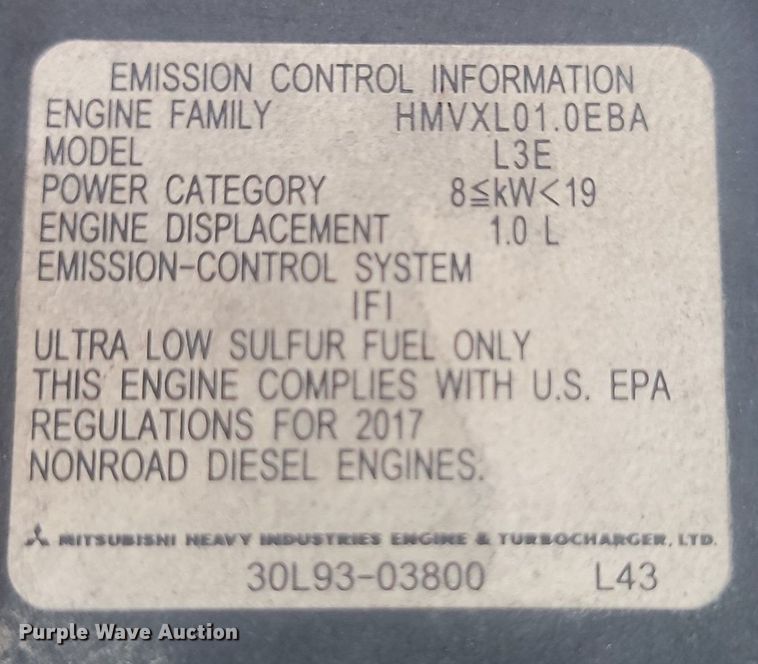 EMISSION CONTROL INFORMATION
ENGINE FAMILY HMVXL01.0EBA
MODEL L3E
POWER CATEGORY 8≦kW<19
ENGINE DISPLACEMENT 1.0 L
EMISSION-CONTROL SYSTEM
IFI
ULTRA LOW SULFUR FUEL ONLY
THIS ENGINE COMPLIES WITH U.S. EPA
REGULATIONS FOR 2017
NONROAD DIESEL ENGINES.
MITSUBISHI HEAVY INDUSTRIES ENGINE & TURBOCHARGER, LTD.
30L93-03800 L43
Purple Wave Auction